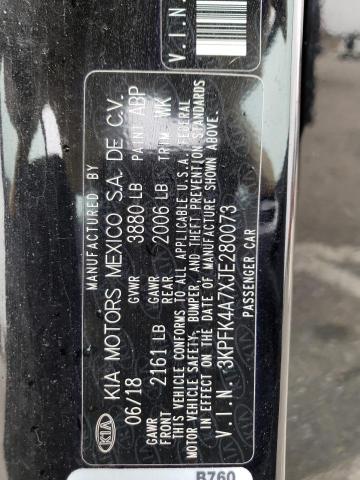 MANUFACTURED BY
KIA KIA MOTORS MEXICO S.A. DE C.V.
06/18 GVWR 3880 LB PAINT ABP
GAWR FRONT 2161 LB GAWR REAR 2006 LB TRIM WK
THIS VEHICLE CONFORMS TO ALL APPLICABLE U.S.A. FEDERAL
MOTOR VEHICLE SAFETY, BUMPER, AND THEFT PREVENTION STANDARDS
IN EFFECT ON THE DATE OF MANUFACTURE SHOWN ABOVE.
V.I.N. : 3KPFK4A7XJE280073
PASSENGER CAR
V.I.N
B760